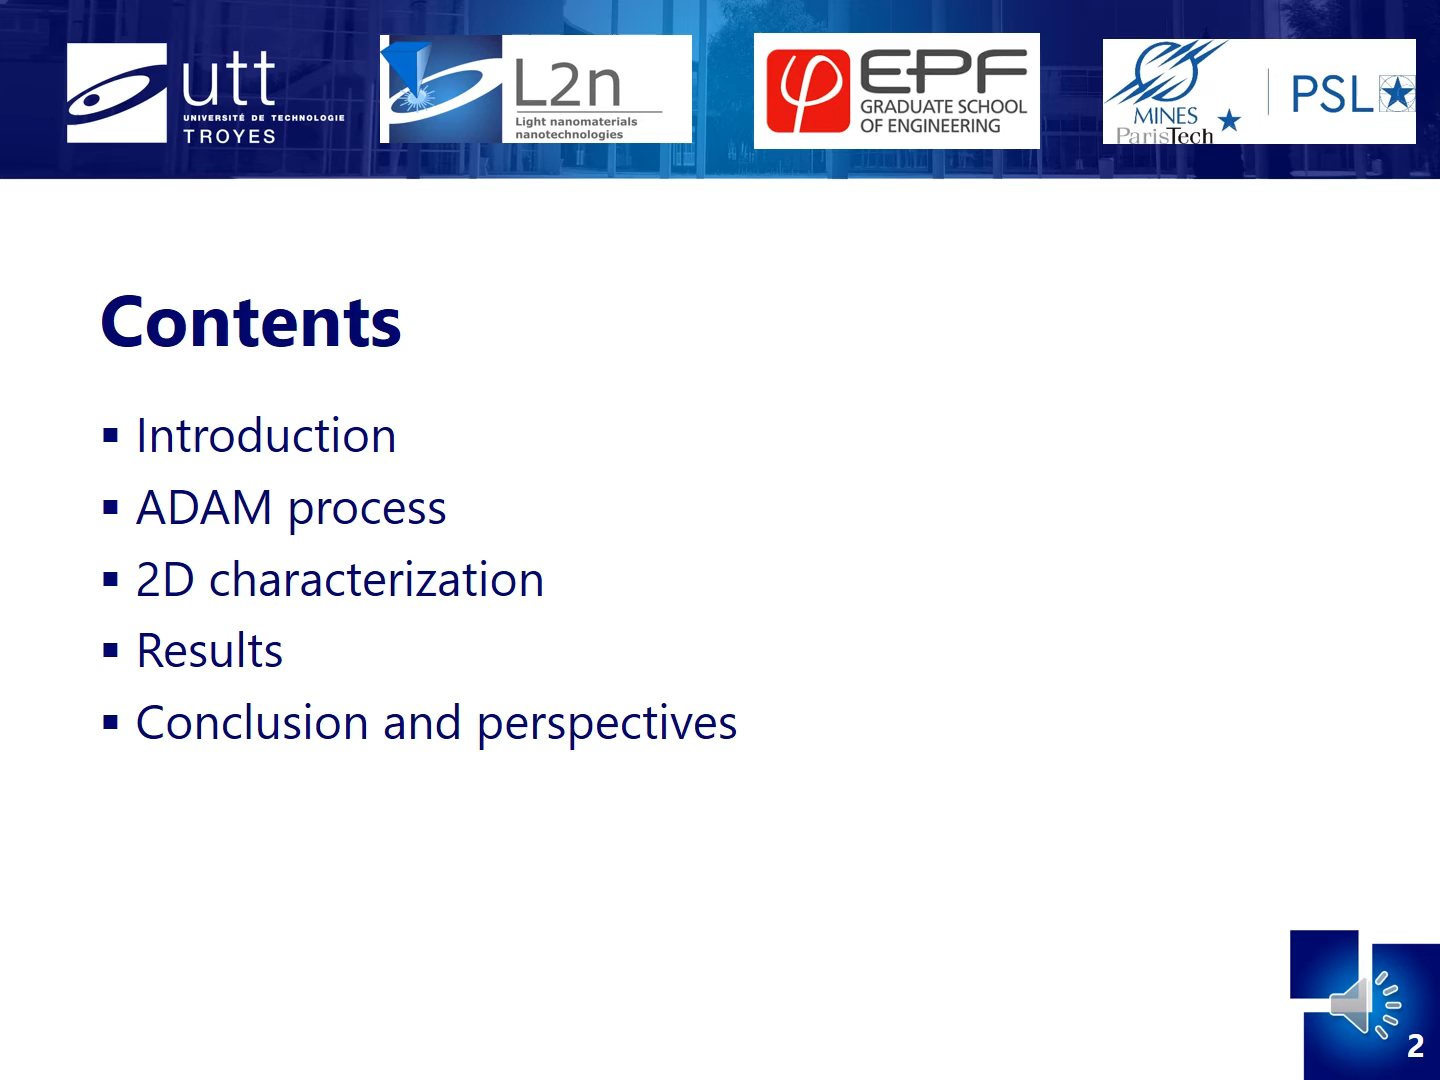 utt
UNIVERSITÉ DE TECHNOLOGIE
TROYES
L2n
Light nanomaterials
nanotechnologies
EPF
GRADUATE SCHOOL
OF ENGINEERING
MINES
ParisTech
PSL
Contents
▪ Introduction
▪ ADAM process
▪ 2D characterization
▪ Results
▪ Conclusion and perspectives
2